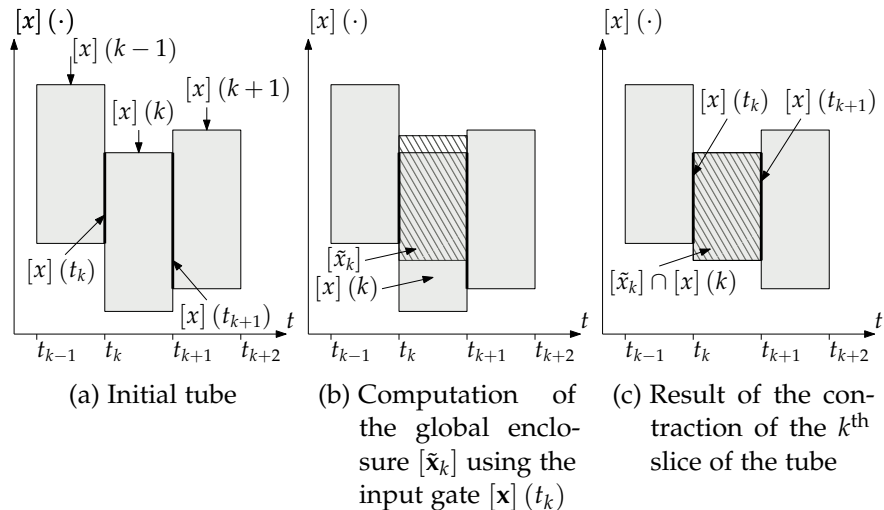 [x] (·)
[x] (k − 1)
[x] (k + 1)
[x] (k)
[x] (t_k)
[x] (t_{k+1})
t
t_{k−1} t_k t_{k+1} t_{k+2}
(a) Initial tube
[x] (·)
[x̃_k]
[x] (k)
t
t_{k−1} t_k t_{k+1} t_{k+2}
(b) Computation of
the global enclo-
sure [x̃_k] using the
input gate [x] (t_k)
[x] (·)
[x] (t_k)
[x] (t_{k+1})
[x̃_k] ∩ [x] (k)
t
t_{k−1} t_k t_{k+1} t_{k+2}
(c) Result of the con-
traction of the k^th
slice of the tube